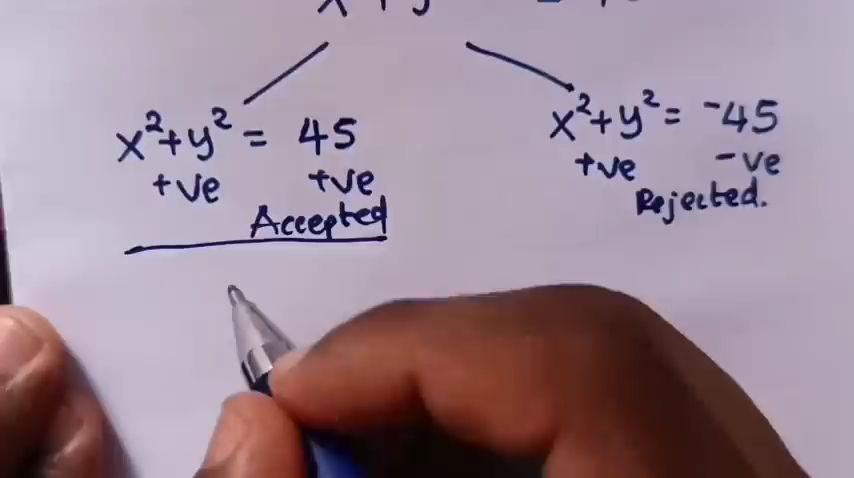 x²+y² = 45
+ve +ve
Accepted
x²+y² = -45
+ve -ve
Rejected.